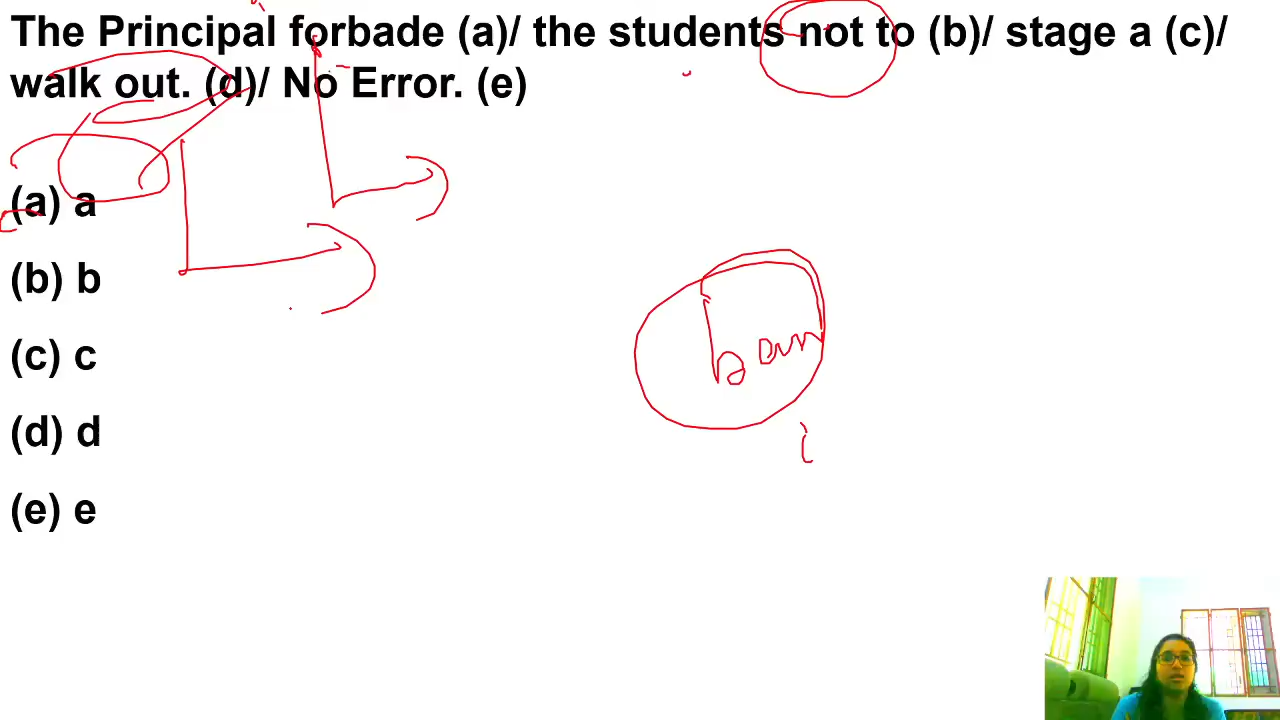 The Principal forbade (a)/ the students not to (b)/ stage a (c)/
walk out. (d)/ No Error. (e)
(a) a
(b) b
(c) c
(d) d
(e) e